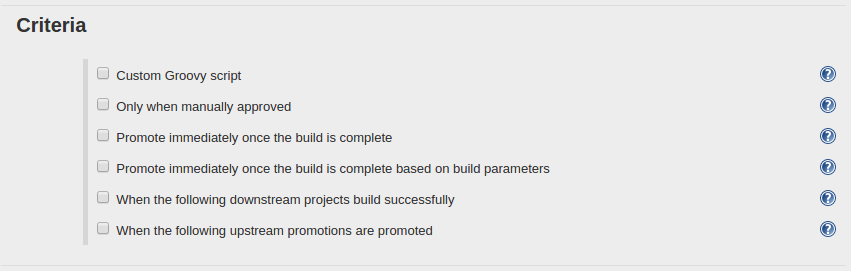 Criteria
Custom Groovy script
Only when manually approved
Promote immediately once the build is complete
Promote immediately once the build is complete based on build parameters
When the following downstream projects build successfully
When the following upstream promotions are promoted